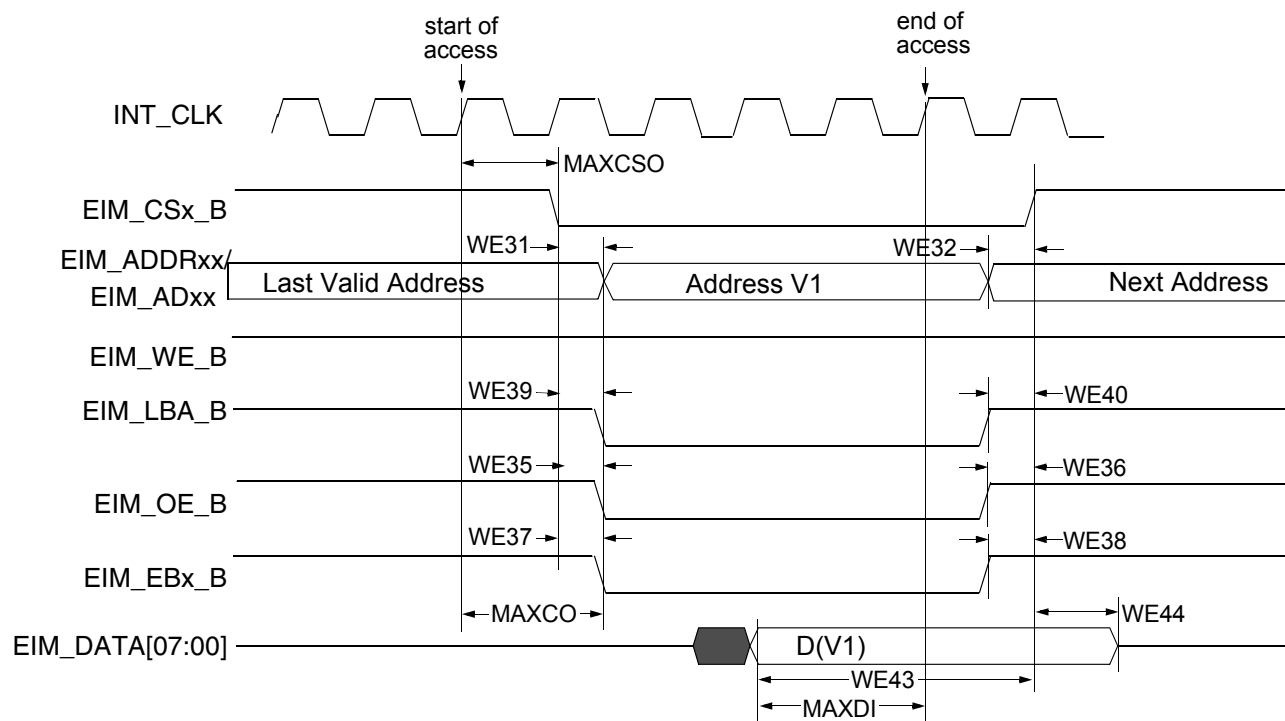 start of
access
end of
access
INT_CLK
MAXCSO
EIM_CSx_B
WE31
WE32
EIM_ADDRxx/
EIM_ADxx
Last Valid Address
Address V1
Next Address
EIM_WE_B
WE39
WE40
EIM_LBA_B
WE35
WE36
EIM_OE_B
WE37
WE38
EIM_EBx_B
MAXCO
WE44
EIM_DATA[07:00]
D(V1)
WE43
MAXDI